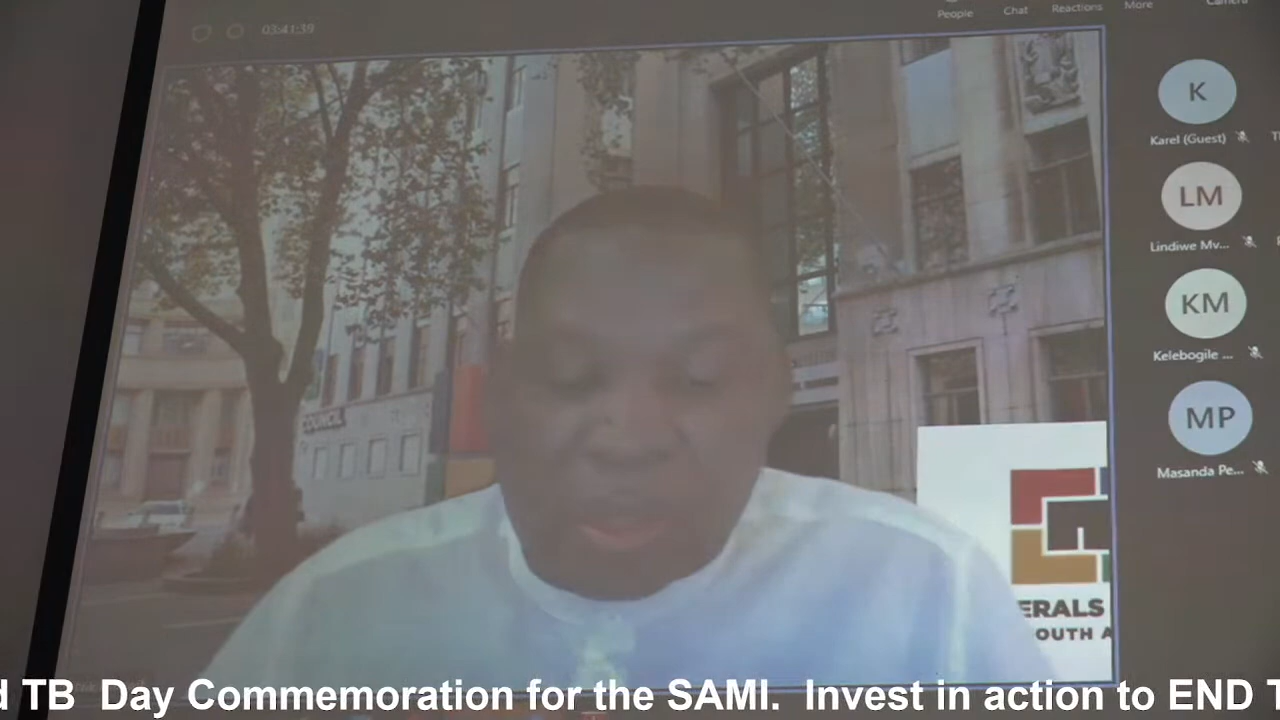 People
Chat
Reactions
More
Camera
03:41:39
K
Karel (Guest)
LM
Lindiwe Mv...
KM
Kelebogile ...
MP
Masanda Pe...
COUNCIL
ERALS
OUTH A
d TB Day Commemoration for the SAMI. Invest in action to END T